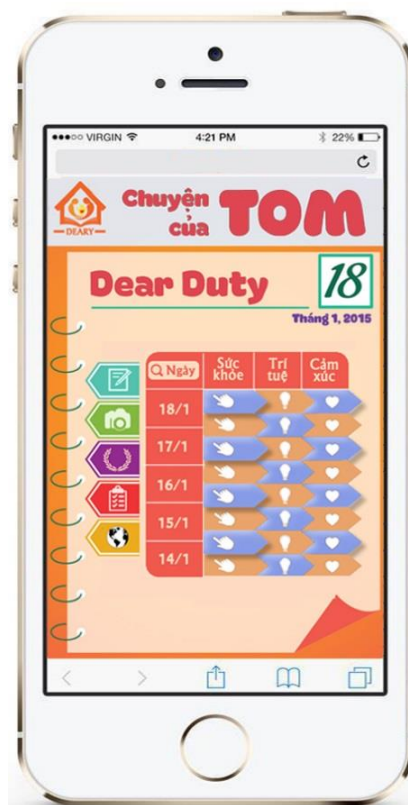 VIRGIN 4:21 PM 22%
DEARY
Chuyện của TOM
Dear Duty 18
Tháng 1, 2015
Ngày Sức khỏe Trí tuệ Cảm xúc
18/1
17/1
16/1
15/1
14/1